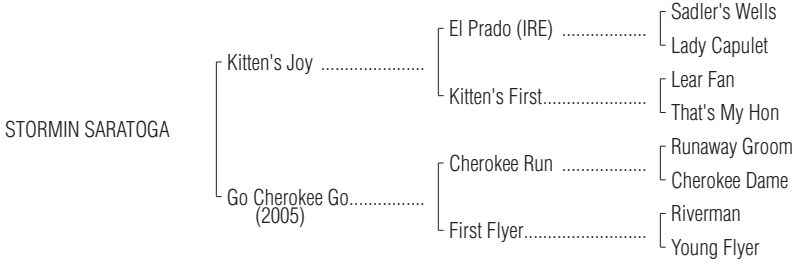 Sadler's Wells
El Prado (IRE) ..................
Lady Capulet
Kitten's Joy ......................
Lear Fan
Kitten's First......................
That's My Hon
STORMIN SARATOGA
Runaway Groom
Cherokee Run ..................
Cherokee Dame
Go Cherokee Go................
(2005)
Riverman
First Flyer..........................
Young Flyer